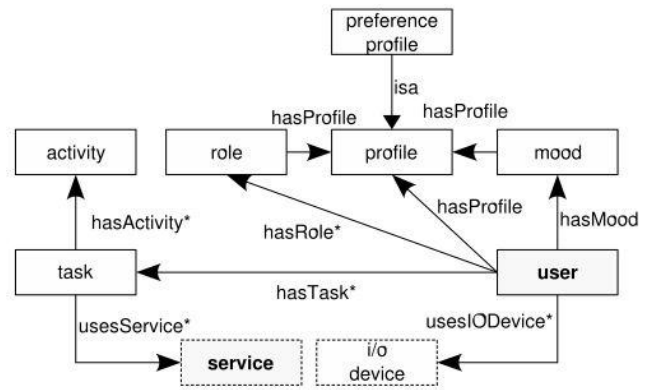 preference
profile
isa
hasProfile
hasProfile
activity
role
profile
mood
hasActivity*
hasRole*
hasProfile
hasMood
task
hasTask*
user
usesService*
usesIODevice*
service
i/o
device